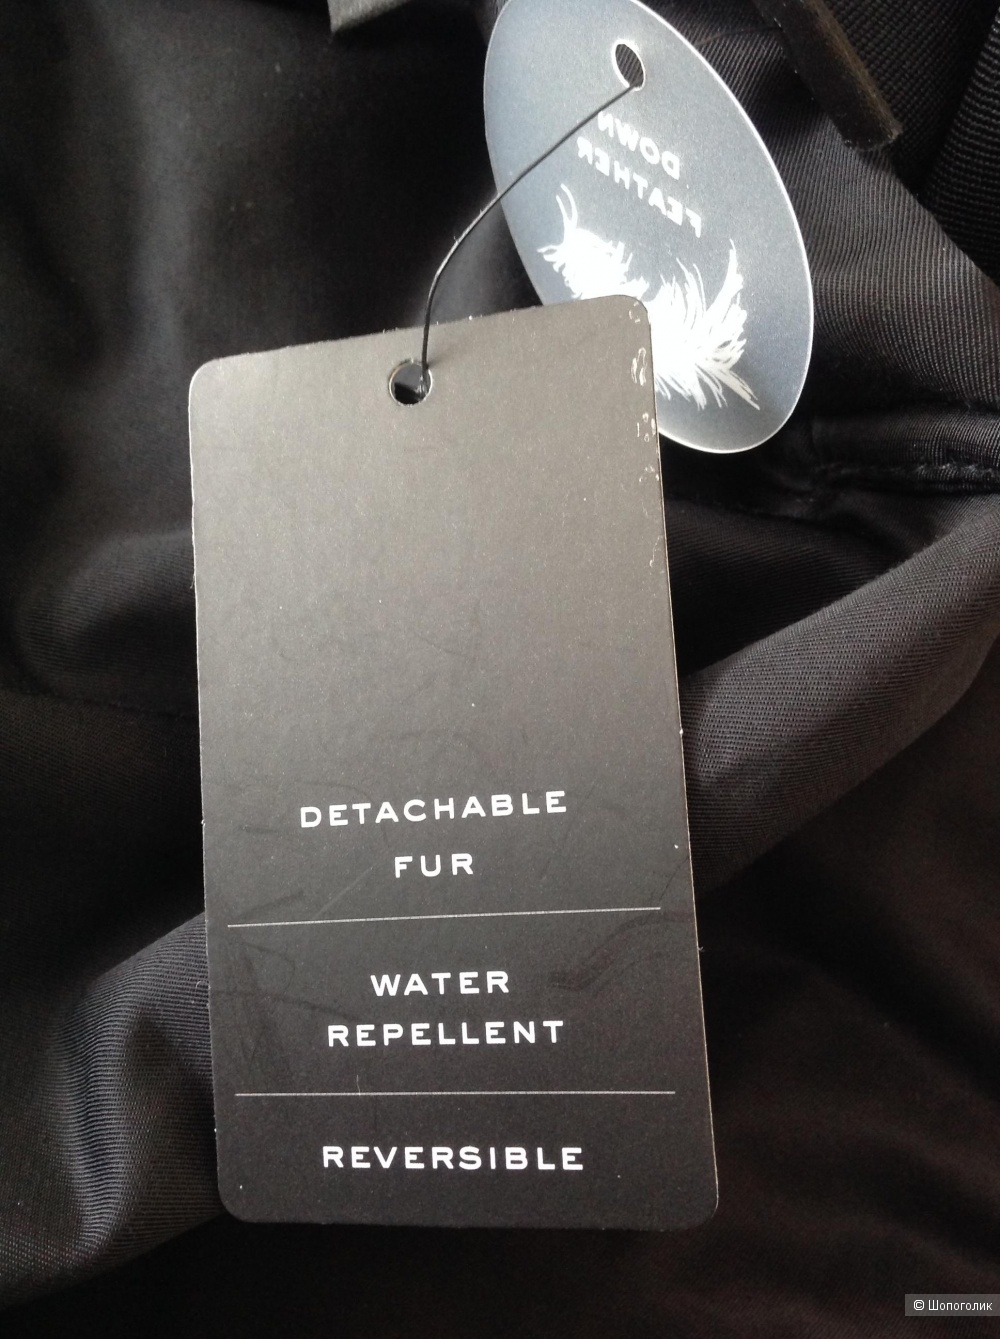 DOWN
FEATHER
DETACHABLE
FUR
WATER
REPELLENT
REVERSIBLE
© Шопоголик